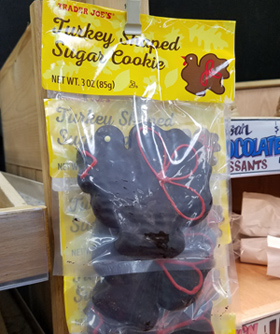 TRADER JOE'S
Turkey Shaped
Sugar Cookie
NET WT. 3 OZ (85g)
Turkey Shaped
CHOCOLATE
SSANTS